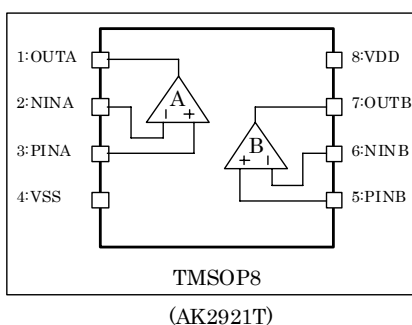 1:OUTA
2:NINA
3:PINA
4:VSS
A
- +
8:VDD
7:OUTB
6:NINB
5:PINB
B
+ -
TMSOP8
(AK2921T)